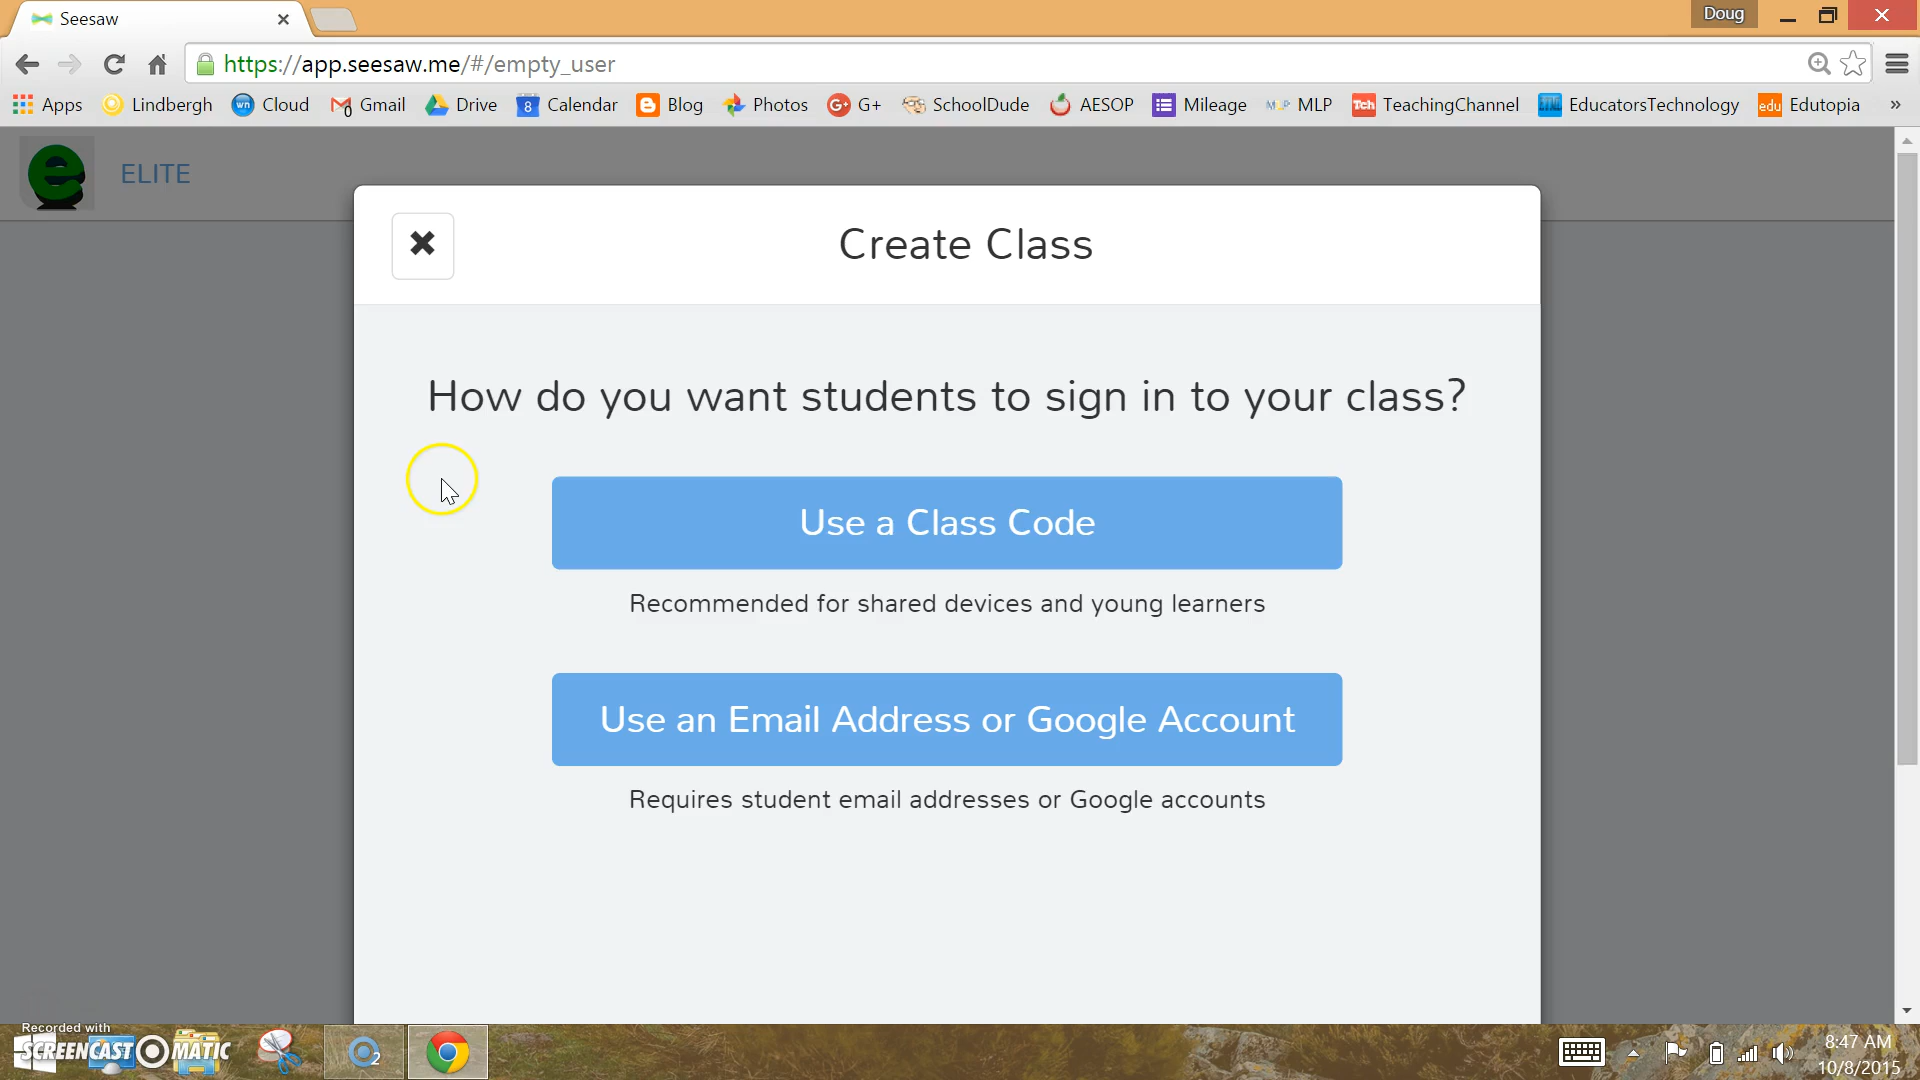 Seesaw
Doug
https://app.seesaw.me/#/empty_user
Apps Lindbergh Cloud Gmail Drive Calendar Blog Photos G+ SchoolDude AESOP Mileage MLP TeachingChannel EducatorsTechnology Edutopia »
ELITE
Create Class
How do you want students to sign in to your class?
Use a Class Code
Recommended for shared devices and young learners
Use an Email Address or Google Account
Requires student email addresses or Google accounts
Recorded with
SCREENCAST MATIC
8:47 AM
10/8/2015